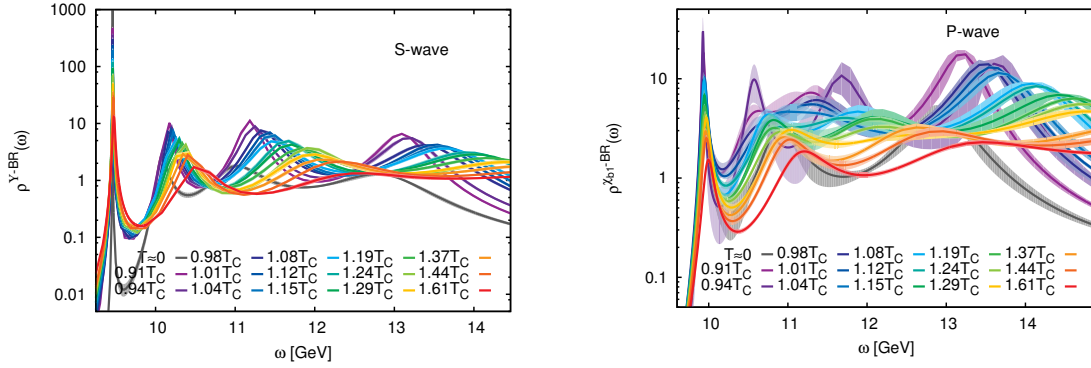 S-wave
ρ^Υ-BR(ω)
1000
100
10
1
0.1
0.01
T≈0 0.98T_C 1.08T_C 1.19T_C 1.37T_C
0.91T_C 1.01T_C 1.12T_C 1.24T_C 1.44T_C
0.94T_C 1.04T_C 1.15T_C 1.29T_C 1.61T_C
10 11 12 13 14
ω [GeV]
P-wave
ρ^χ_b1-BR(ω)
10
1
0.1
T≈0 0.98T_C 1.08T_C 1.19T_C 1.37T_C
0.91T_C 1.01T_C 1.12T_C 1.24T_C 1.44T_C
0.94T_C 1.04T_C 1.15T_C 1.29T_C 1.61T_C
10 11 12 13 14
ω [GeV]